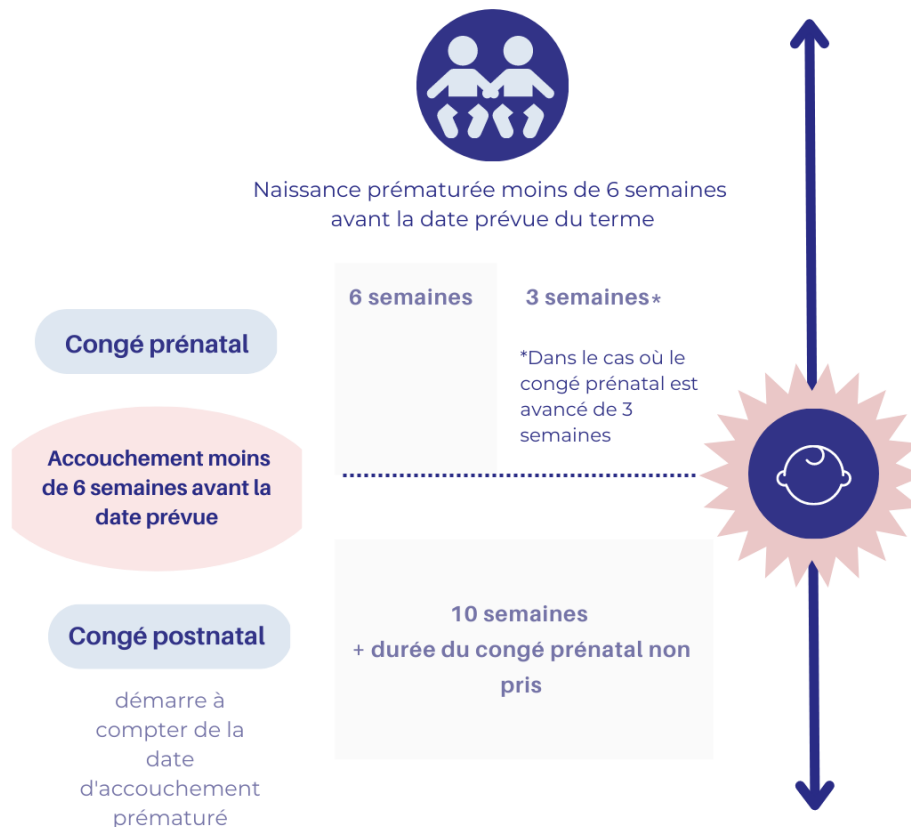 Naissance prématurée moins de 6 semaines
avant la date prévue du terme
6 semaines
3 semaines*
Congé prénatal
*Dans le cas où le
congé prénatal est
avancé de 3
semaines
Accouchement moins
de 6 semaines avant la
date prévue
10 semaines
+ durée du congé prénatal non
pris
Congé postnatal
démarre à
compter de la
date
d'accouchement
prématuré